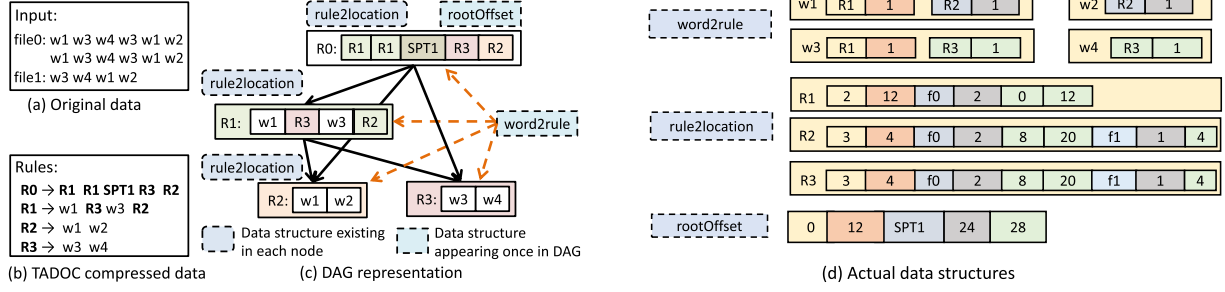 Input:
file0: w1 w3 w4 w3 w1 w2
w1 w3 w4 w3 w1 w2
file1: w3 w4 w1 w2
(a) Original data
Rules:
R0 → R1 R1 SPT1 R3 R2
R1 → w1 R3 w3 R2
R2 → w1 w2
R3 → w3 w4
(b) TADOC compressed data
rule2location
rootOffset
R0: R1 R1 SPT1 R3 R2
rule2location
R1: w1 R3 w3 R2
word2rule
rule2location
R2: w1 w2
R3: w3 w4
Data structure existing
in each node
Data structure
appearing once in DAG
(c) DAG representation
word2rule
w1 R1 1 R2 1
w2 R2 1
w3 R1 1 R3 1
w4 R3 1
rule2location
R1 2 12 f0 2 0 12
R2 3 4 f0 2 8 20 f1 1 4
R3 3 4 f0 2 8 20 f1 1 4
rootOffset
0 12 SPT1 24 28
(d) Actual data structures